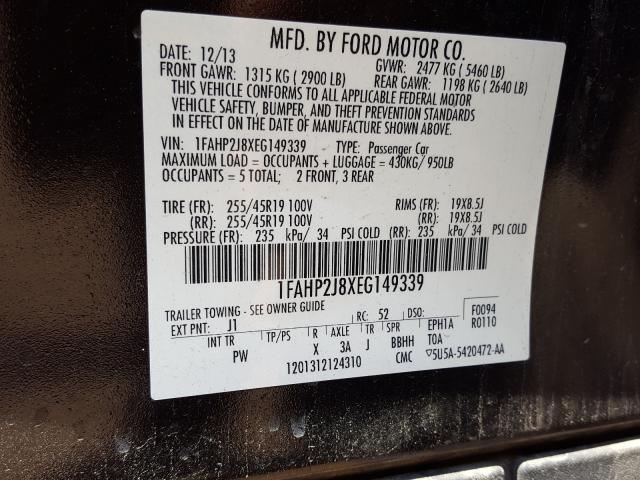 MFD. BY FORD MOTOR CO.
DATE: 12/13 GVWR: 2477 KG ( 5460 LB)
FRONT GAWR: 1315 KG ( 2900 LB) REAR GAWR: 1198 KG ( 2640 LB)
THIS VEHICLE CONFORMS TO ALL APPLICABLE FEDERAL MOTOR
VEHICLE SAFETY, BUMPER, AND THEFT PREVENTION STANDARDS
IN EFFECT ON THE DATE OF MANUFACTURE SHOWN ABOVE.
VIN: 1FAHP2J8XEG149339 TYPE: Passenger Car
MAXIMUM LOAD = OCCUPANTS + LUGGAGE = 430KG/ 950LB
OCCUPANTS = 5 TOTAL; 2 FRONT, 3 REAR
TIRE (FR): 255/45R19 100V RIMS (FR): 19X8.5J
(RR): 255/45R19 100V (RR): 19X8.5J
PRESSURE (FR): 235 kPa/ 34 PSI COLD (RR): 235 kPa/ 34 PSI COLD
1FAHP2J8XEG149339
TRAILER TOWING - SEE OWNER GUIDE
EXT PNT: J1 RC: 52 DSO: F0094
INT TR TP/PS R AXLE TR SPR EPH1A R0110
PW X 3A J BBHH TOA
1201312124310 CMC ▽5U5A-5420472-AA